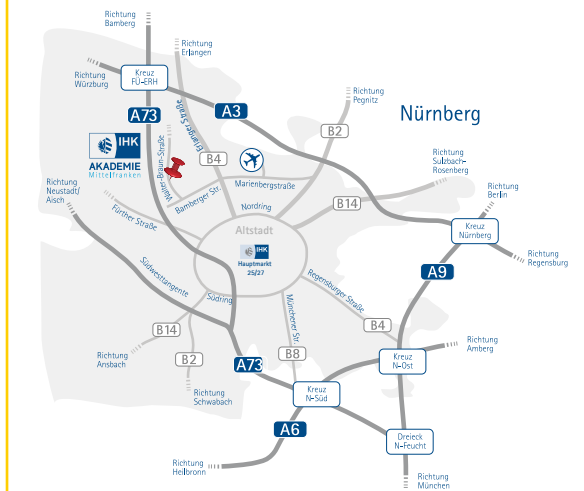 Richtung
Bamberg
Richtung
Erlangen
Richtung
Würzburg
Kreuz
FÜ-ERH
Richtung
Pegnitz
A73
A3
Nürnberg
IHK
AKADEMIE
Mittelfranken
Erlanger Straße
B4
B2
Walter-Braun-Straße
Richtung
Sulzbach-
Rosenberg
Richtung
Neustadt/
Aisch
Marienbergstraße
Bamberger Str.
Nordring
B14
Richtung
Berlin
Fürther Straße
Altstadt
IHK
Hauptmarkt
25/27
Kreuz
Nürnberg
Richtung
Regensburg
Südwesttangente
Südring
Regensburger Straße
A9
Münchener Str.
B14
B4
Richtung
Ansbach
B2
A73
B8
Kreuz
N-Ost
Richtung
Amberg
Richtung
Schwabach
Kreuz
N-Süd
A6
Dreieck
N-Feucht
Richtung
Heilbronn
Richtung
München